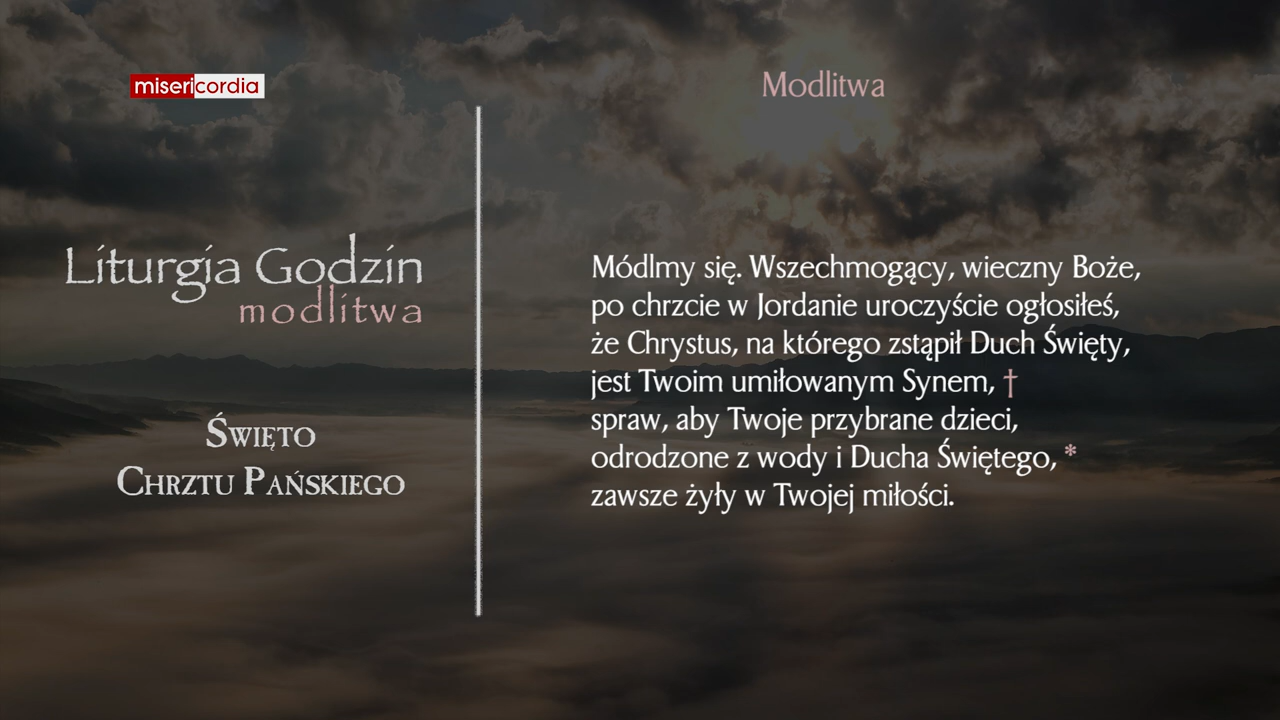 misericordia
Liturgia Godzin
modlitwa
Święto
Chrztu Pańskiego
Modlitwa
Módlmy się. Wszechmogący, wieczny Boże,
po chrzcie w Jordanie uroczyście ogłosiłeś,
że Chrystus, na którego zstąpił Duch Święty,
jest Twoim umiłowanym Synem, †
spraw, aby Twoje przybrane dzieci,
odrodzone z wody i Ducha Świętego, *
zawsze żyły w Twojej miłości.